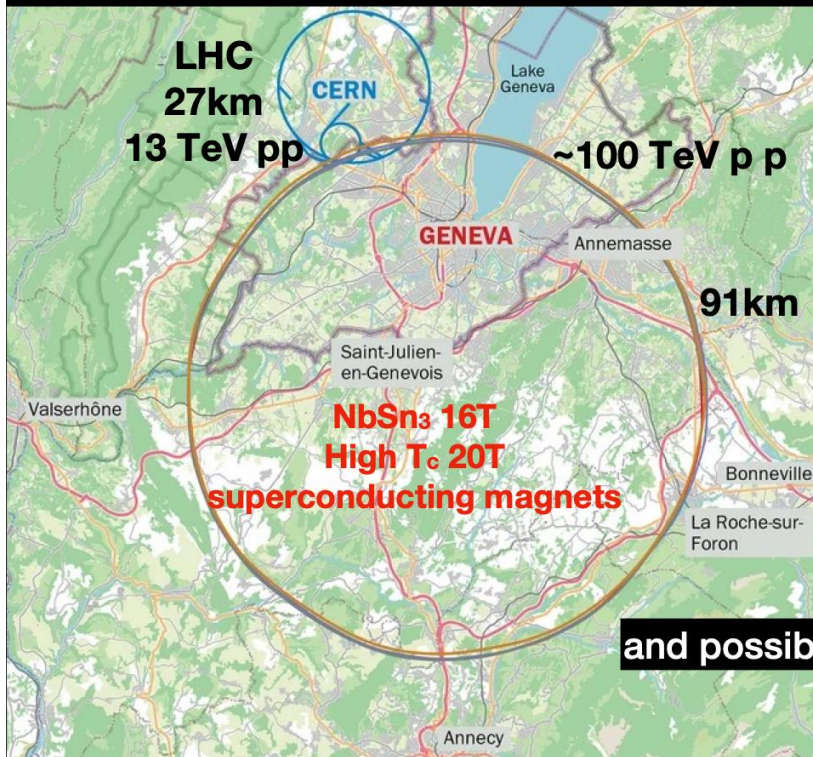 LHC
27km
13 TeV pp
CERN
Lake
Geneva
~100 TeV p p
GENEVA
Annemasse
91km
Saint-Julien-
en-Genevois
Valserhône
NbSn₃ 16T
High Tc 20T
superconducting magnets
Bonneville
La Roche-sur-
Foron
and possib
Annecy